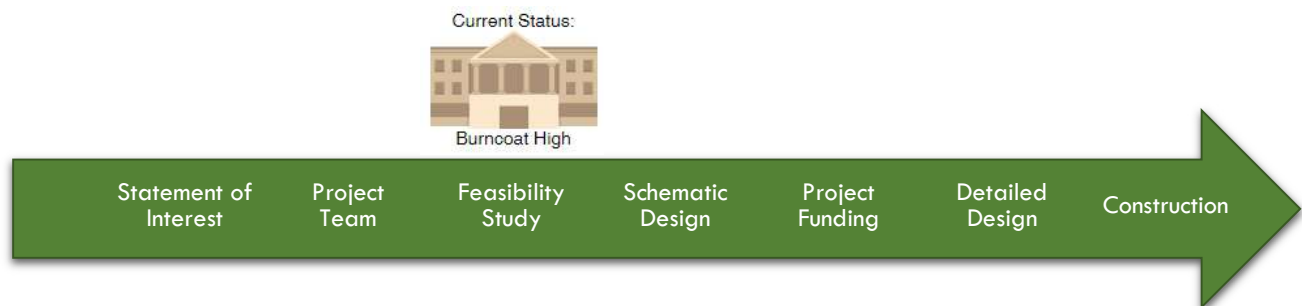 Current Status:
Burncoat High
Statement of
Interest
Project
Team
Feasibility
Study
Schematic
Design
Project
Funding
Detailed
Design
Construction